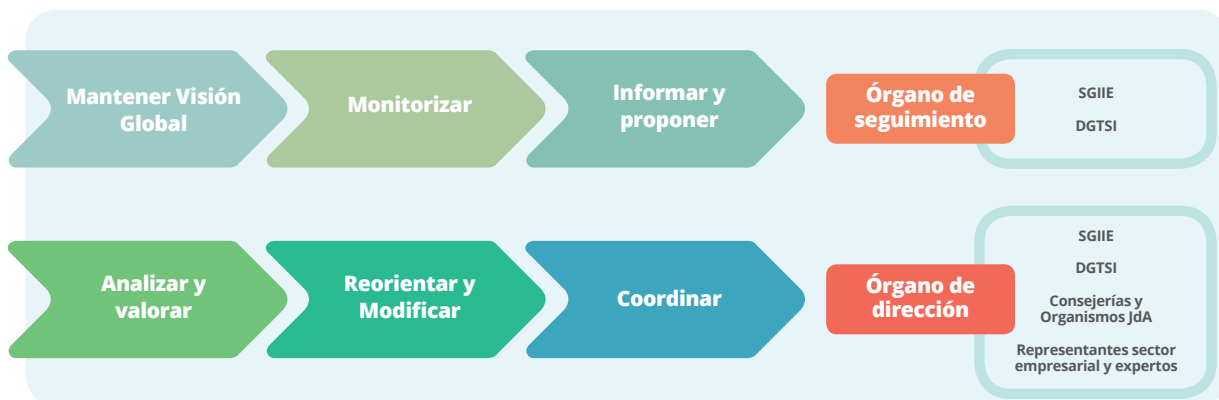 Mantener Visión
Global
Monitorizar
Informar y
proponer
Órgano de
seguimiento
SGIIE
DGTSI
Analizar y
valorar
Reorientar y
Modificar
Coordinar
Órgano de
dirección
SGIIE
DGTSI
Consejerías y
Organismos JdA
Representantes sector
empresarial y expertos